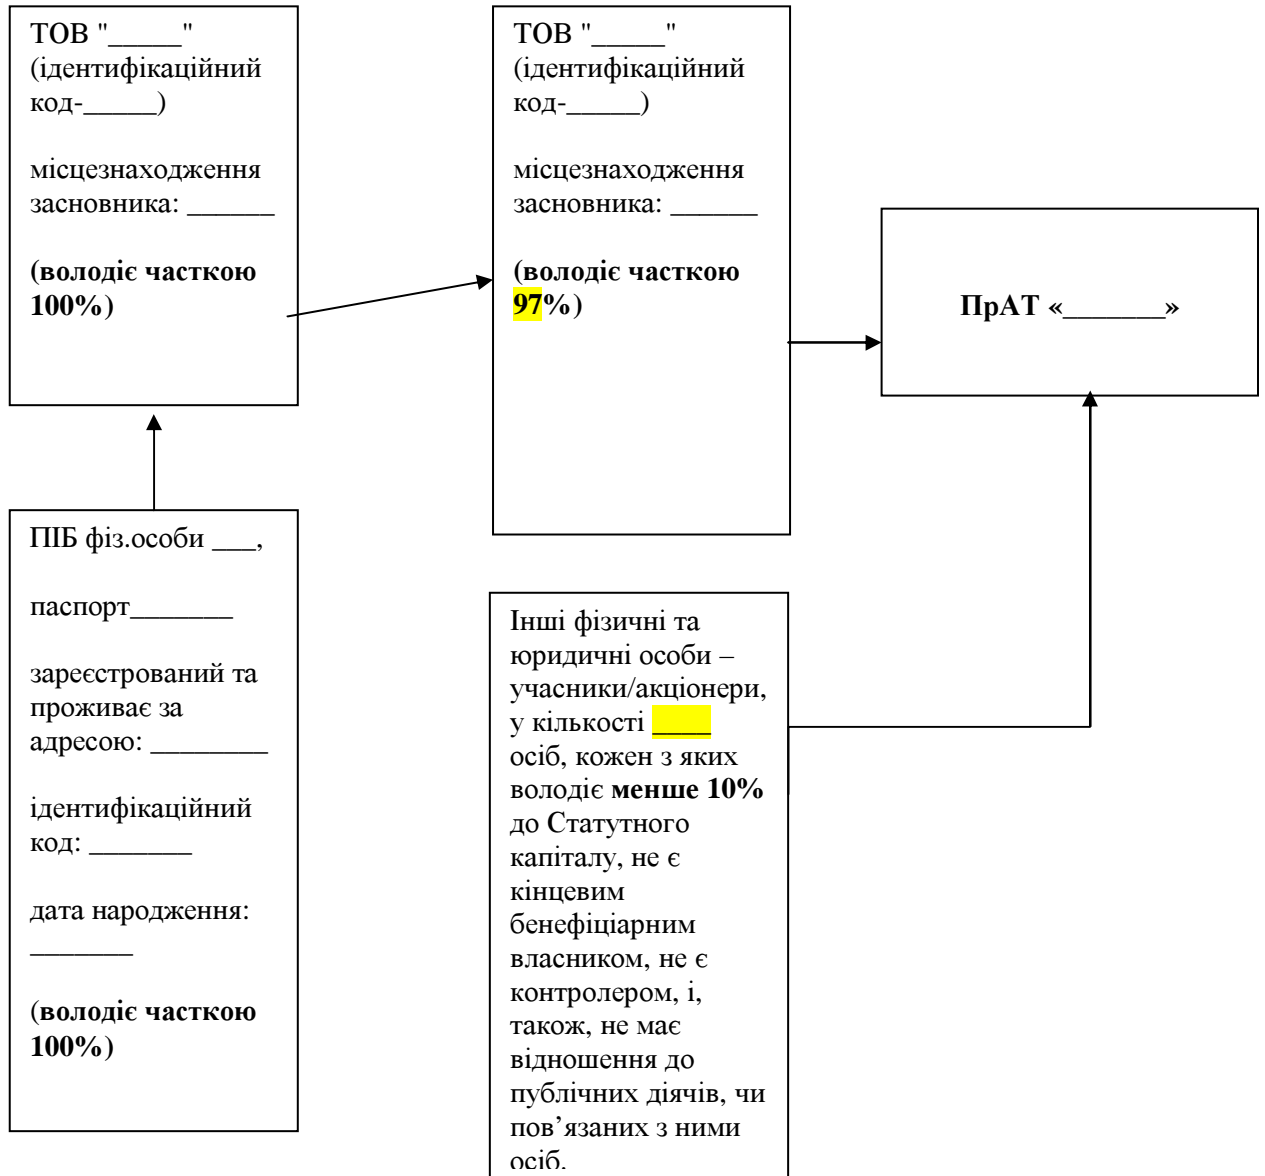 ТОВ "_____"
(ідентифікаційний
код-_____)
місцезнаходження
засновника: ______
(володіє часткою
100%)
ТОВ "_____"
(ідентифікаційний
код-_____)
місцезнаходження
засновника: ______
(володіє часткою
97%)
ПрАТ «_______»
ПІБ фіз.особи ___,
паспорт_______
зареєстрований та
проживає за
адресою: ________
ідентифікаційний
код: _______
дата народження:
_______
(володіє часткою
100%)
Інші фізичні та
юридичні особи –
учасники/акціонери,
у кількості ____
осіб, кожен з яких
володіє менше 10%
до Статутного
капіталу, не є
кінцевим
бенефіціарним
власником, не є
контролером, і,
також, не має
відношення до
публічних діячів, чи
пов’язаних з ними
осіб.